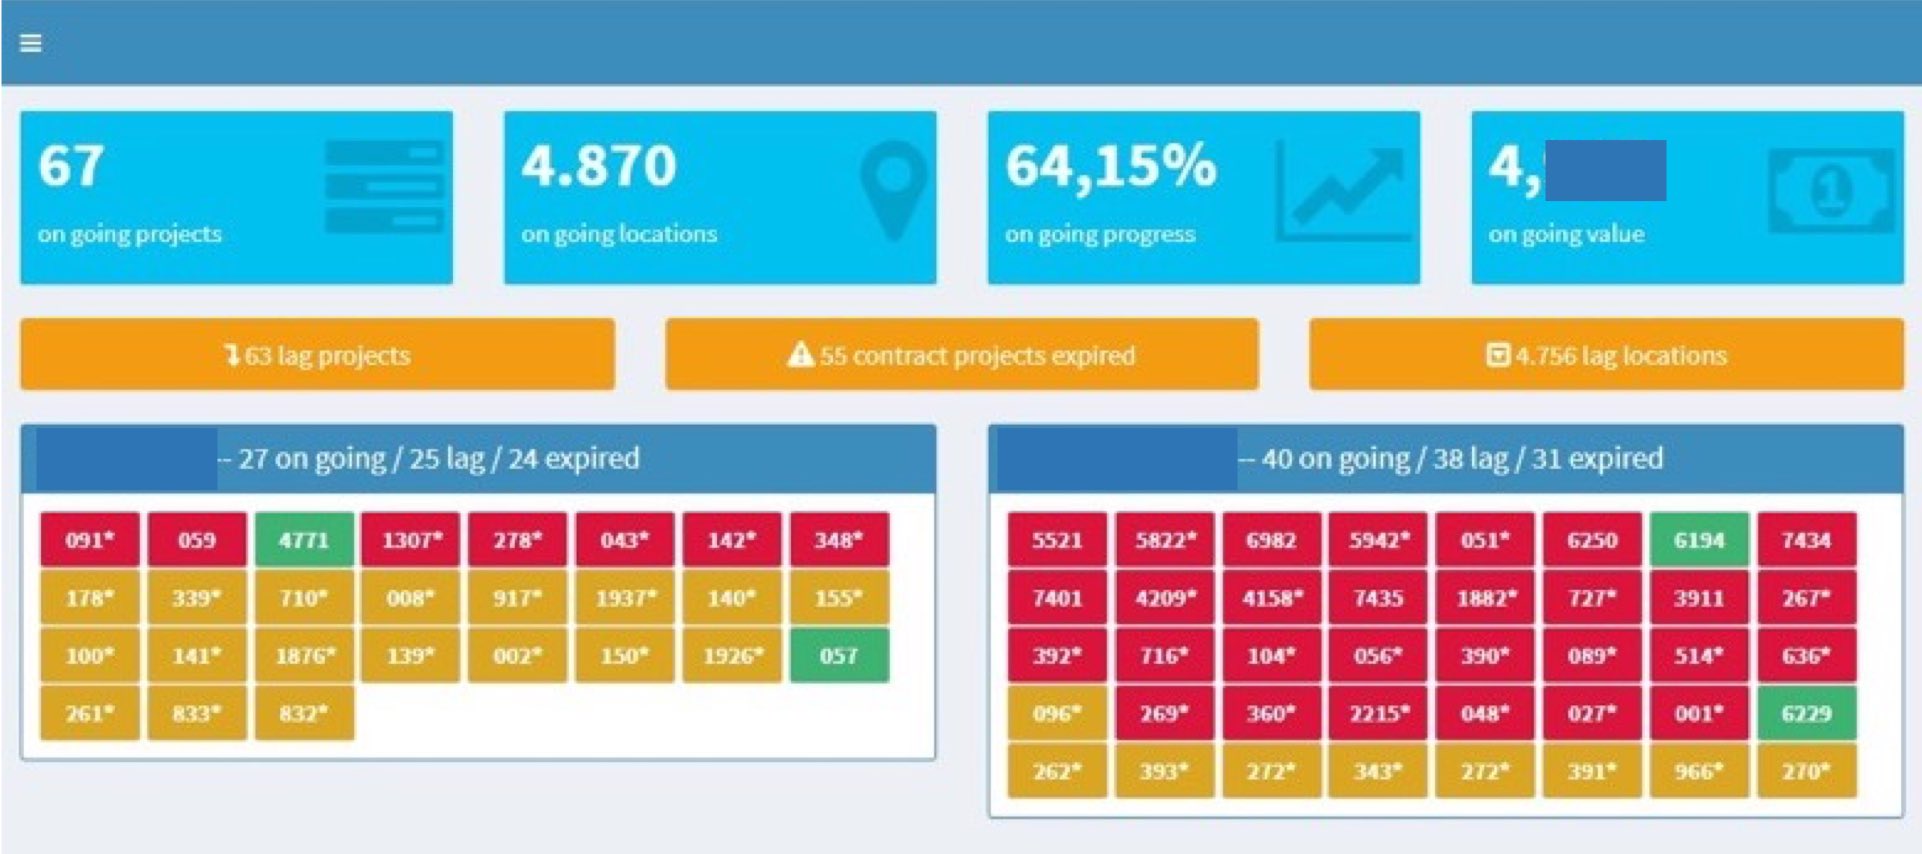 67
on going projects
4.870
on going locations
64,15%
on going progress
4,
on going value
63 lag projects
55 contract projects expired
4.756 lag locations
-- 27 on going / 25 lag / 24 expired
091* 059 4771 1307* 278* 043* 142* 348*
178* 339* 710* 008* 917* 1937* 140* 155*
100* 141* 1876* 139* 002* 150* 1926* 057
261* 833* 832*
-- 40 on going / 38 lag / 31 expired
5521 5822* 6982 5942* 051* 6250 6194 7434
7401 4209* 4158* 7435 1882* 727* 3911 267*
392* 716* 104* 056* 390* 089* 514* 636*
096* 269* 360* 2215* 048* 027* 001* 6229
262* 393* 272* 343* 272* 391* 966* 270*